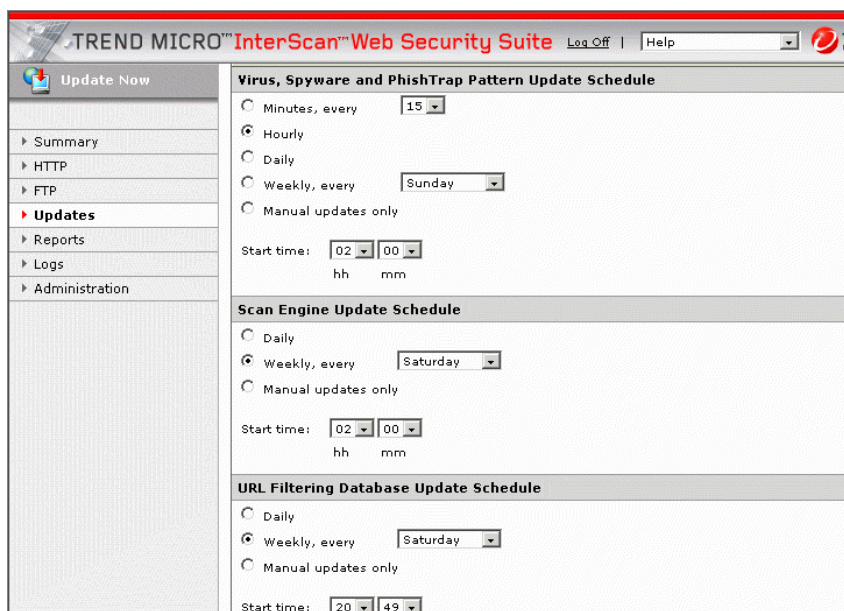 TREND MICRO™ InterScan™ Web Security Suite Log Off | Help
Update Now
Summary
HTTP
FTP
Updates
Reports
Logs
Administration
Virus, Spyware and PhishTrap Pattern Update Schedule
Minutes, every 15
Hourly
Daily
Weekly, every Sunday
Manual updates only
Start time: 02 00
hh mm
Scan Engine Update Schedule
Daily
Weekly, every Saturday
Manual updates only
Start time: 02 00
hh mm
URL Filtering Database Update Schedule
Daily
Weekly, every Saturday
Manual updates only
Start time: 20 49